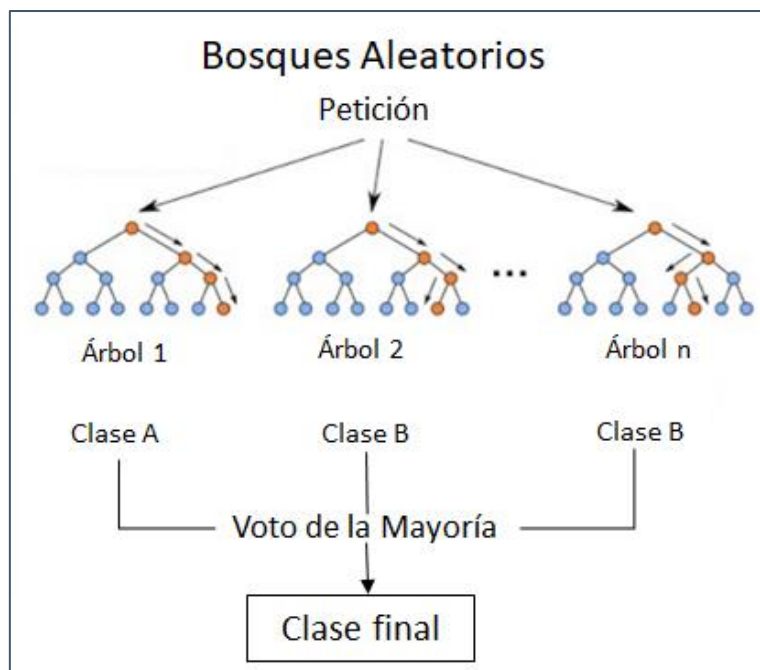 Bosques Aleatorios
Petición
...
Árbol 1
Árbol 2
Árbol n
Clase A
Clase B
Clase B
Voto de la Mayoría
Clase final